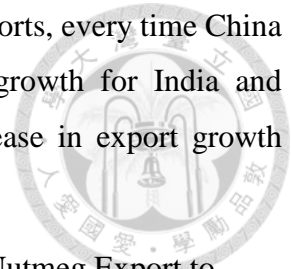 orts, every time China
growth for India and
ease in export growth
Nutmeg Export to